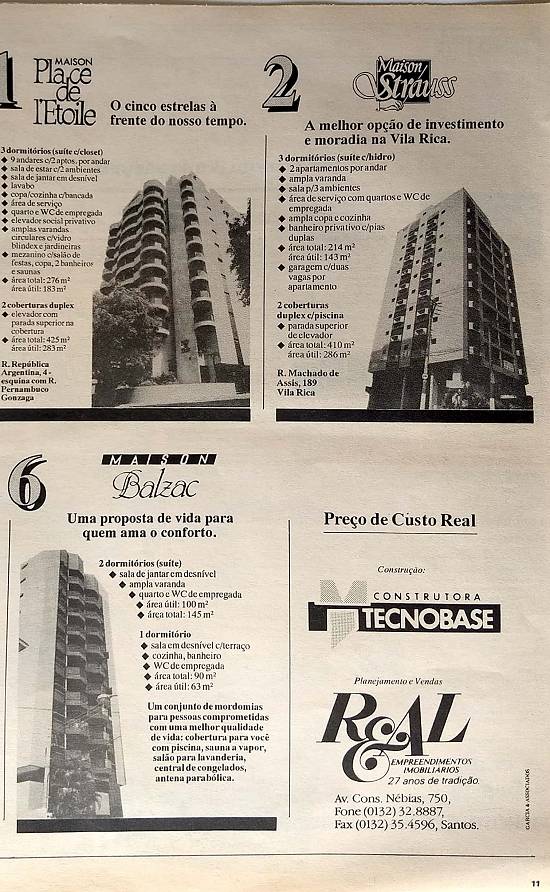 1
MAISON
Place
de
l'Etoile
O cinco estrelas à
frente do nosso tempo.
3 dormitórios (suíte c/closet)
◆ 9 andares c/2 aptos, por andar
◆ sala de estar c/2 ambientes
◆ sala de jantar em desnível
◆ lavabo
◆ copa/cozinha c/bancada
◆ área de serviço
◆ quarto e WC de empregada
◆ elevador social privativo
◆ amplas varandas
circulares c/vidro
blindex e jardineiras
◆ mezanino c/salão de
festas, copa, 2 banheiros
e saunas
◆ área total: 276 m²
área útil: 183 m²
2 coberturas duplex
◆ elevador com
parada superior na
cobertura
◆ área total: 425 m²
área útil: 283 m²
R. República
Argentina, 4 -
esquina com R.
Pernambuco
Gonzaga
2
Maison
Strauss
A melhor opção de investimento
e moradia na Vila Rica.
3 dormitórios (suíte c/hidro)
◆ 2 apartamentos por andar
◆ ampla varanda
◆ sala p/3 ambientes
◆ área de serviço com quartos e WC de
empregada
◆ ampla copa e cozinha
◆ banheiro privativo c/pias
duplas
◆ área total: 214 m²
área útil: 143 m²
◆ garagem c/duas
vagas por
apartamento
2 coberturas
duplex c/piscina
◆ parada superior
de elevador
◆ área total: 410 m²
área útil: 286 m²
R. Machado de
Assis, 189
Vila Rica
6
MAISON
Balzac
Uma proposta de vida para
quem ama o conforto.
2 dormitórios (suíte)
◆ sala de jantar em desnível
◆ ampla varanda
◆ quarto e WC de empregada
◆ área útil: 100 m²
◆ área total: 145 m²
1 dormitório
◆ sala em desnível c/terraço
◆ cozinha, banheiro
◆ WC de empregada
◆ área total: 90 m²
◆ área útil: 63 m²
Um conjunto de mordomias
para pessoas comprometidas
com uma melhor qualidade
de vida: cobertura para você
com piscina, sauna a vapor,
salão para lavanderia,
central de congelados,
antena parabólica.
Preço de Custo Real
Construção:
CONSTRUTORA
TECNOBASE
Planejamento e Vendas
R&AL
EMPREENDIMENTOS
IMOBILIARIOS
27 anos de tradição.
Av. Cons. Nébias, 750,
Fone (0132) 32.8887,
Fax (0132) 35.4596, Santos.
GARCIA & ASSOCIADOS
11